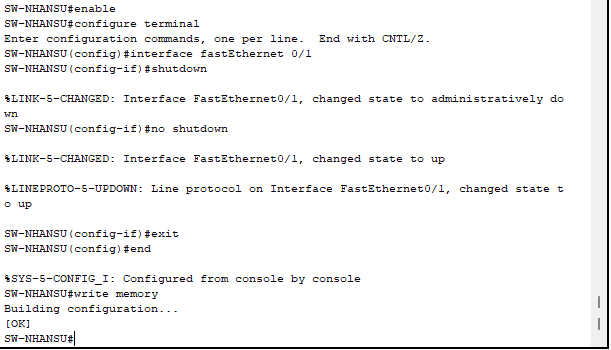 SW-NHANSU#enable
SW-NHANSU#configure terminal
Enter configuration commands, one per line.  End with CNTL/Z.
SW-NHANSU(config)#interface fastEthernet 0/1
SW-NHANSU(config-if)#shutdown

%LINK-5-CHANGED: Interface FastEthernet0/1, changed state to administratively do
wn
SW-NHANSU(config-if)#no shutdown

%LINK-5-CHANGED: Interface FastEthernet0/1, changed state to up

%LINEPROTO-5-UPDOWN: Line protocol on Interface FastEthernet0/1, changed state t
o up

SW-NHANSU(config-if)#exit
SW-NHANSU(config)#end

%SYS-5-CONFIG_I: Configured from console by console
SW-NHANSU#write memory
Building configuration...
[OK]
SW-NHANSU#